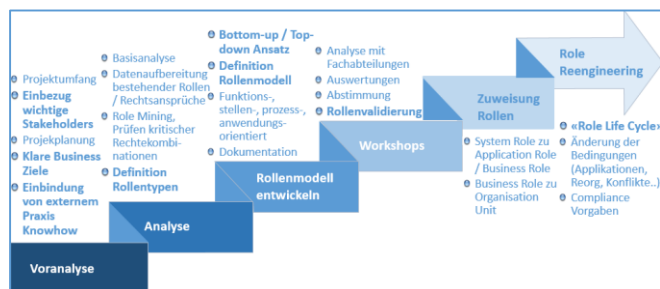 Projektumfang
Einbezug
wichtige
Stakeholders
Projekplanung
Klare Business
Ziele
Einbindung
von externem
Praxis
Knowhow
Voranalyse
Basisanalyse
Datenaufbereitung
bestehender Rollen
/ Rechtsansprüche
Role Mining,
Prüfen kritischer
Rechtekombi-
nationen
Definition
Rollentypen
Analyse
Bottom-up / Top-
down Ansatz
Definition
Rollenmodell
Funktions-,
stellen-, prozess-,
anwendungs-
orientiert
Dokumentation
Rollenmodell
entwickeln
Analyse mit
Fachabteilungen
Auswertungen
Abstimmung
Rollenvalidierung
Workshops
Zuweisung
Rollen
System Role zu
Application Role
/ Business Role
Business Role zu
Organisation
Unit
Role
Reengineering
«Role Life Cycle»
Änderung der
Bedingungen
(Applikationen,
Reorg, Konflikte..)
Compliance
Vorgaben